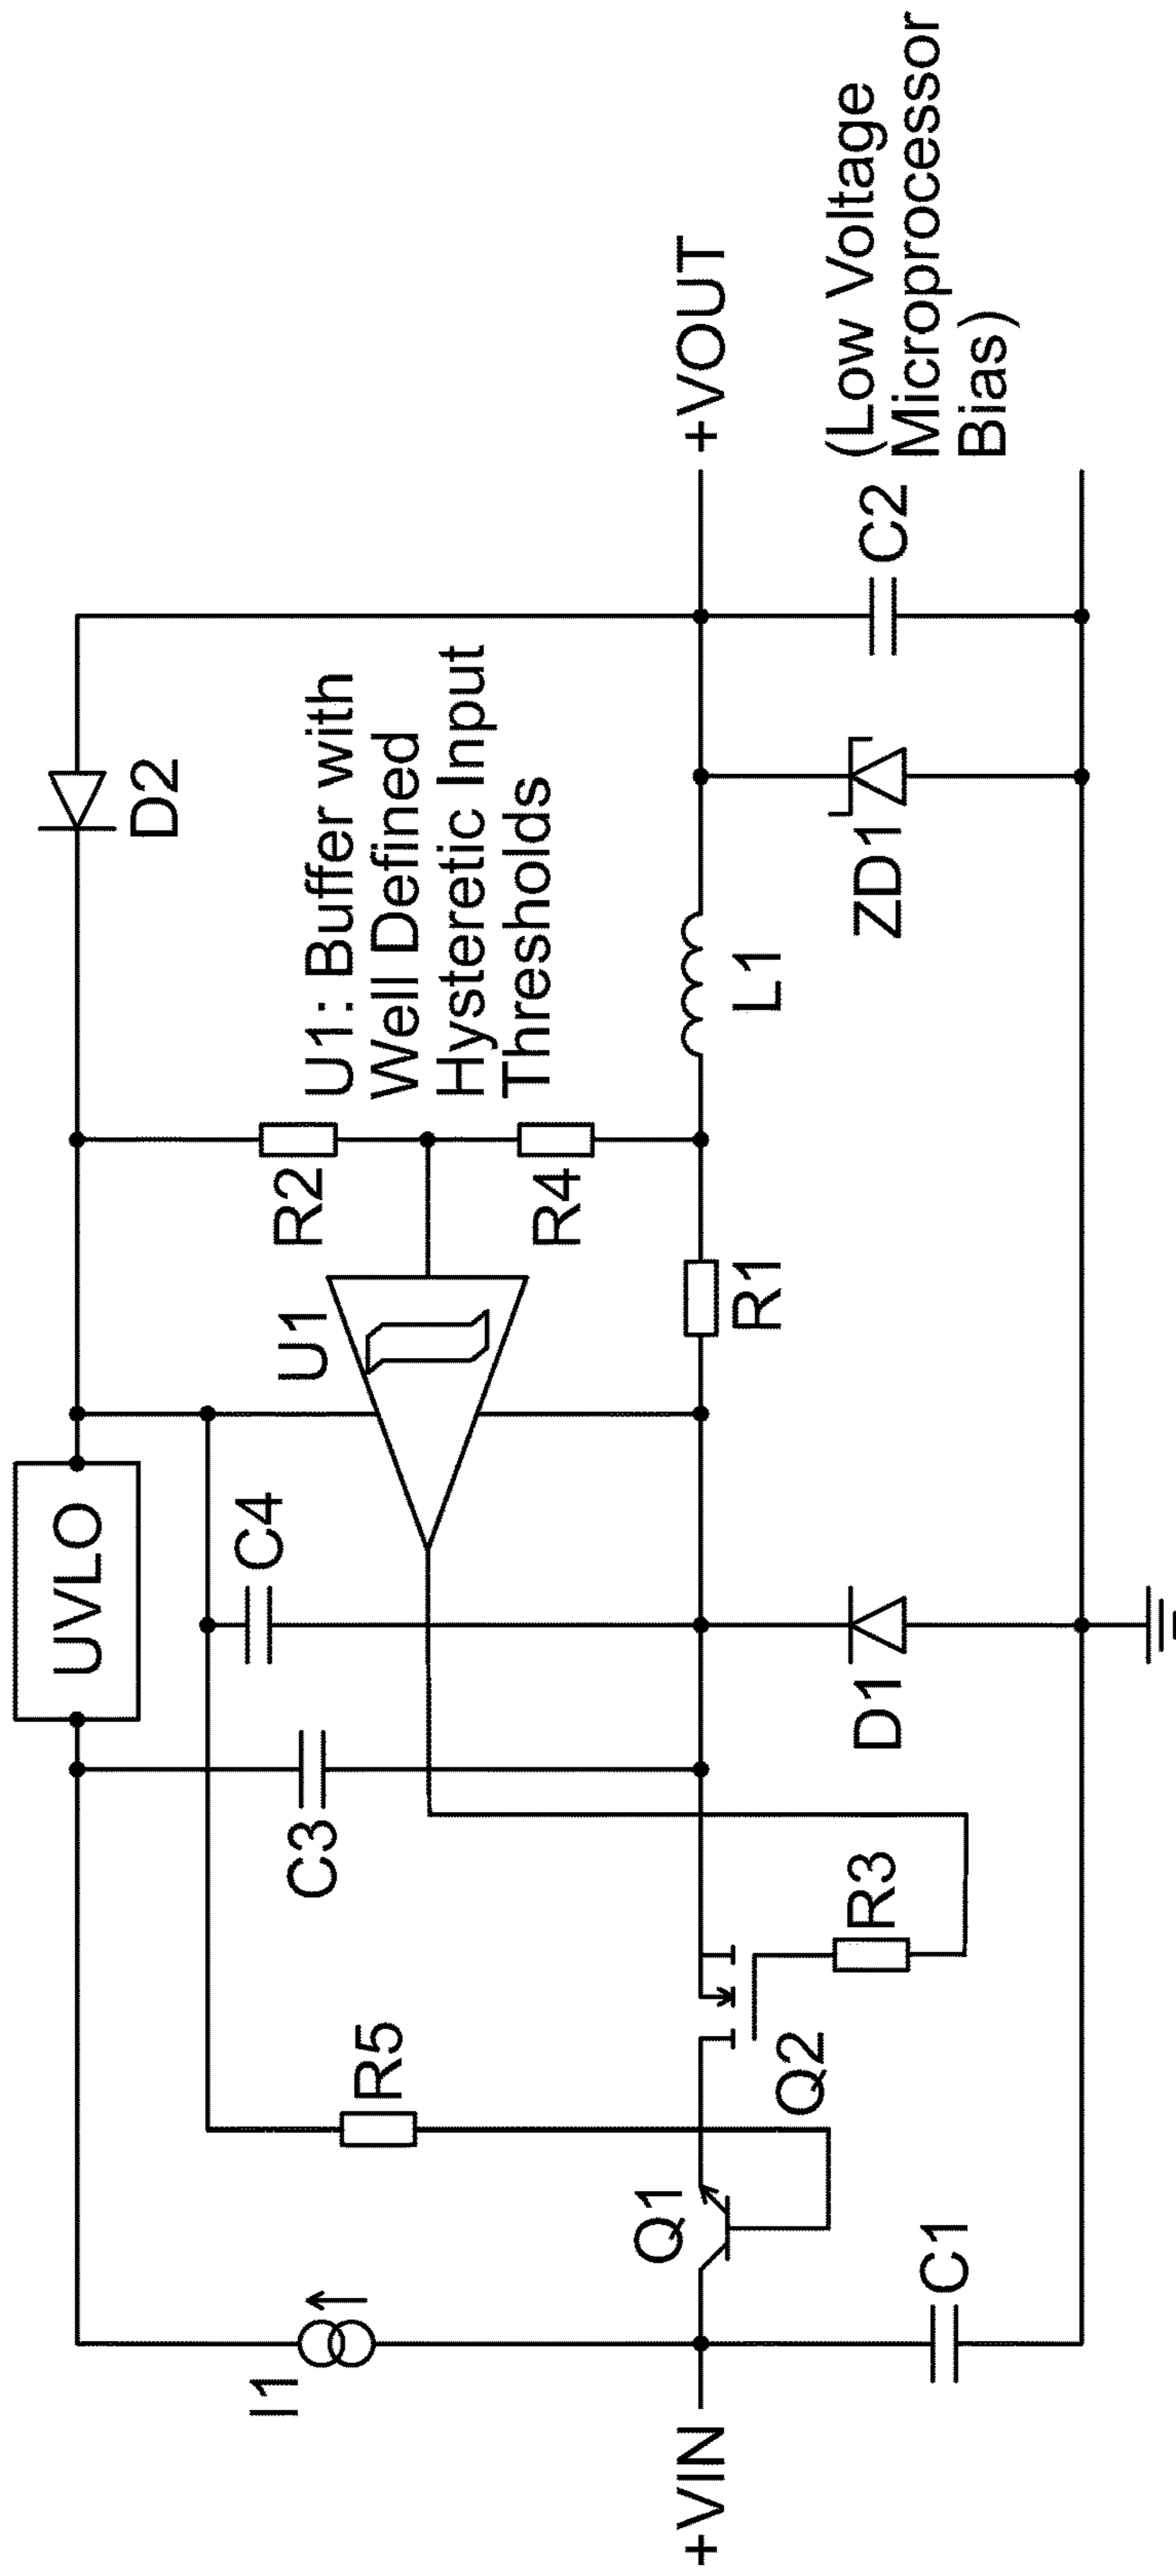 UVLO
D2
I1
R5
C3
C4
U1
R2
U1: Buffer with
Well Defined
Hysteretic Input
Thresholds
R4
+VIN
Q1
Q2
R1
L1
+VOUT
C1
R3
D1
ZD1
C2
(Low Voltage
Microprocessor
Bias)